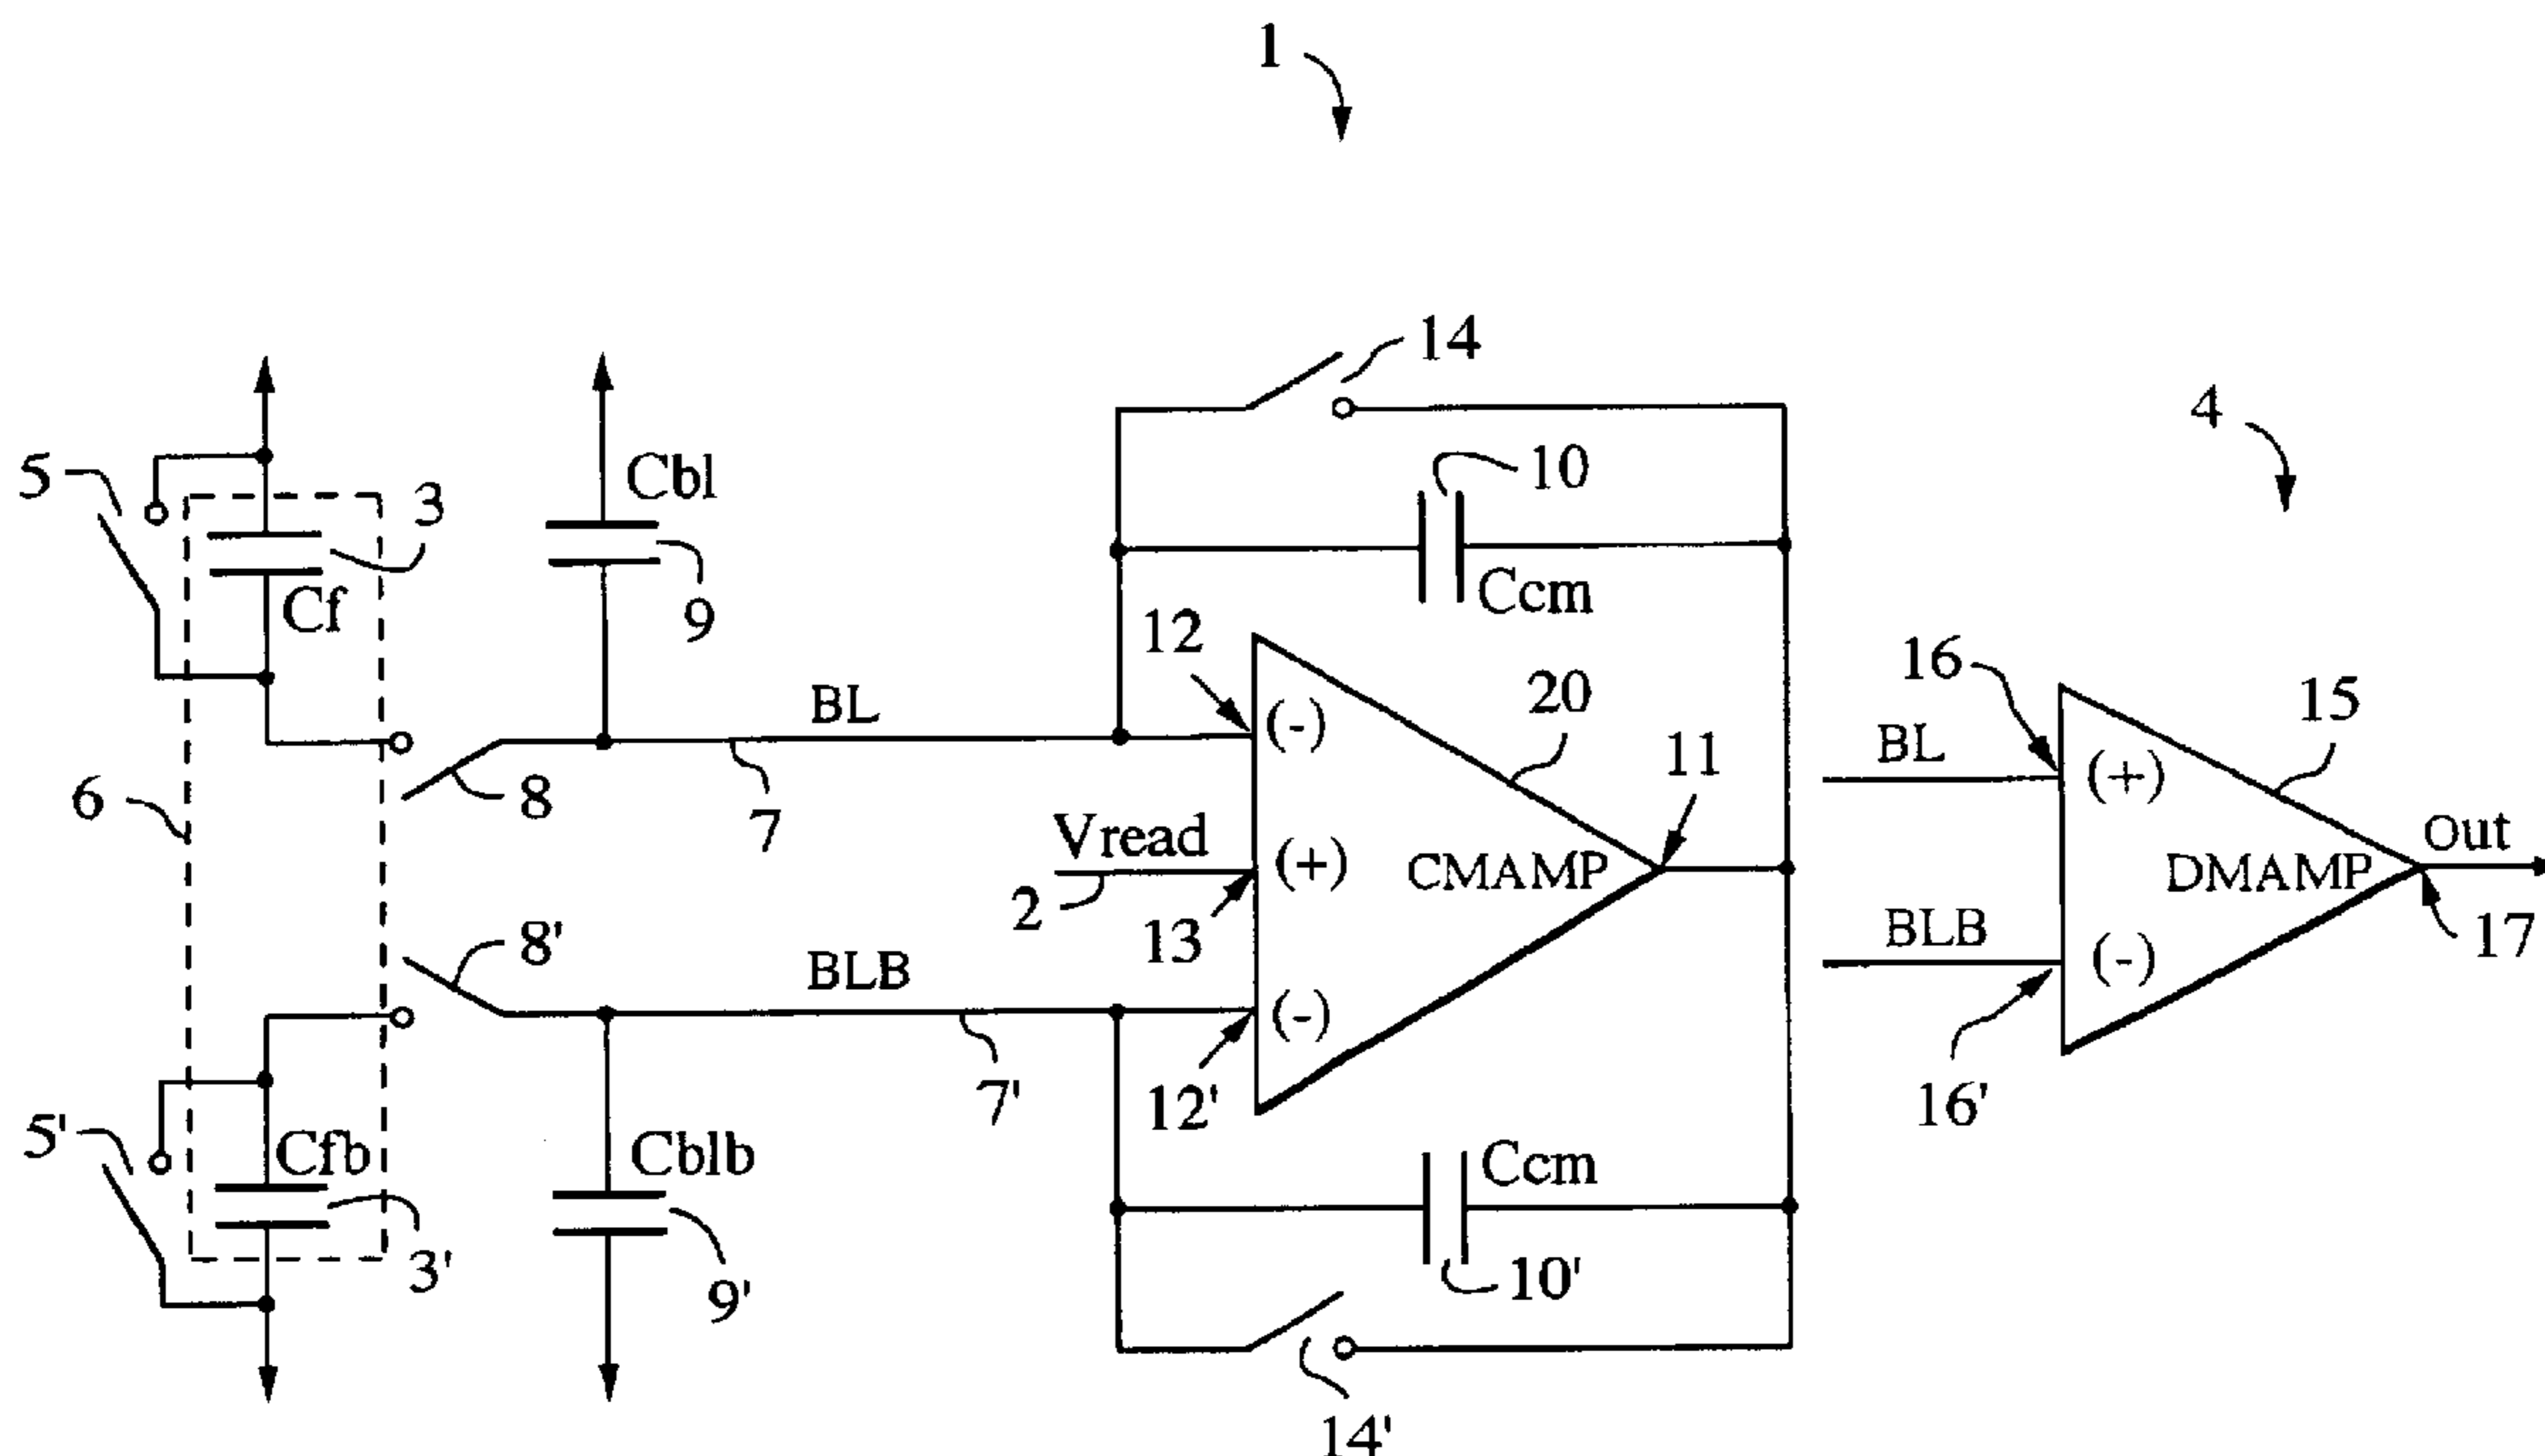 1
14
4
5
3
Cbl
10
Cf
9
Ccm
12
16
BL
(-)
20
15
11
BL
(+)
6
8
7
Vread
(+)
CMAMP
DMAMP
Out
2
13
17
8'
BLB
BLB
(-)
(-)
7'
12'
16'
5'
Cfb
Cblb
Ccm
3'
9'
10'
14'